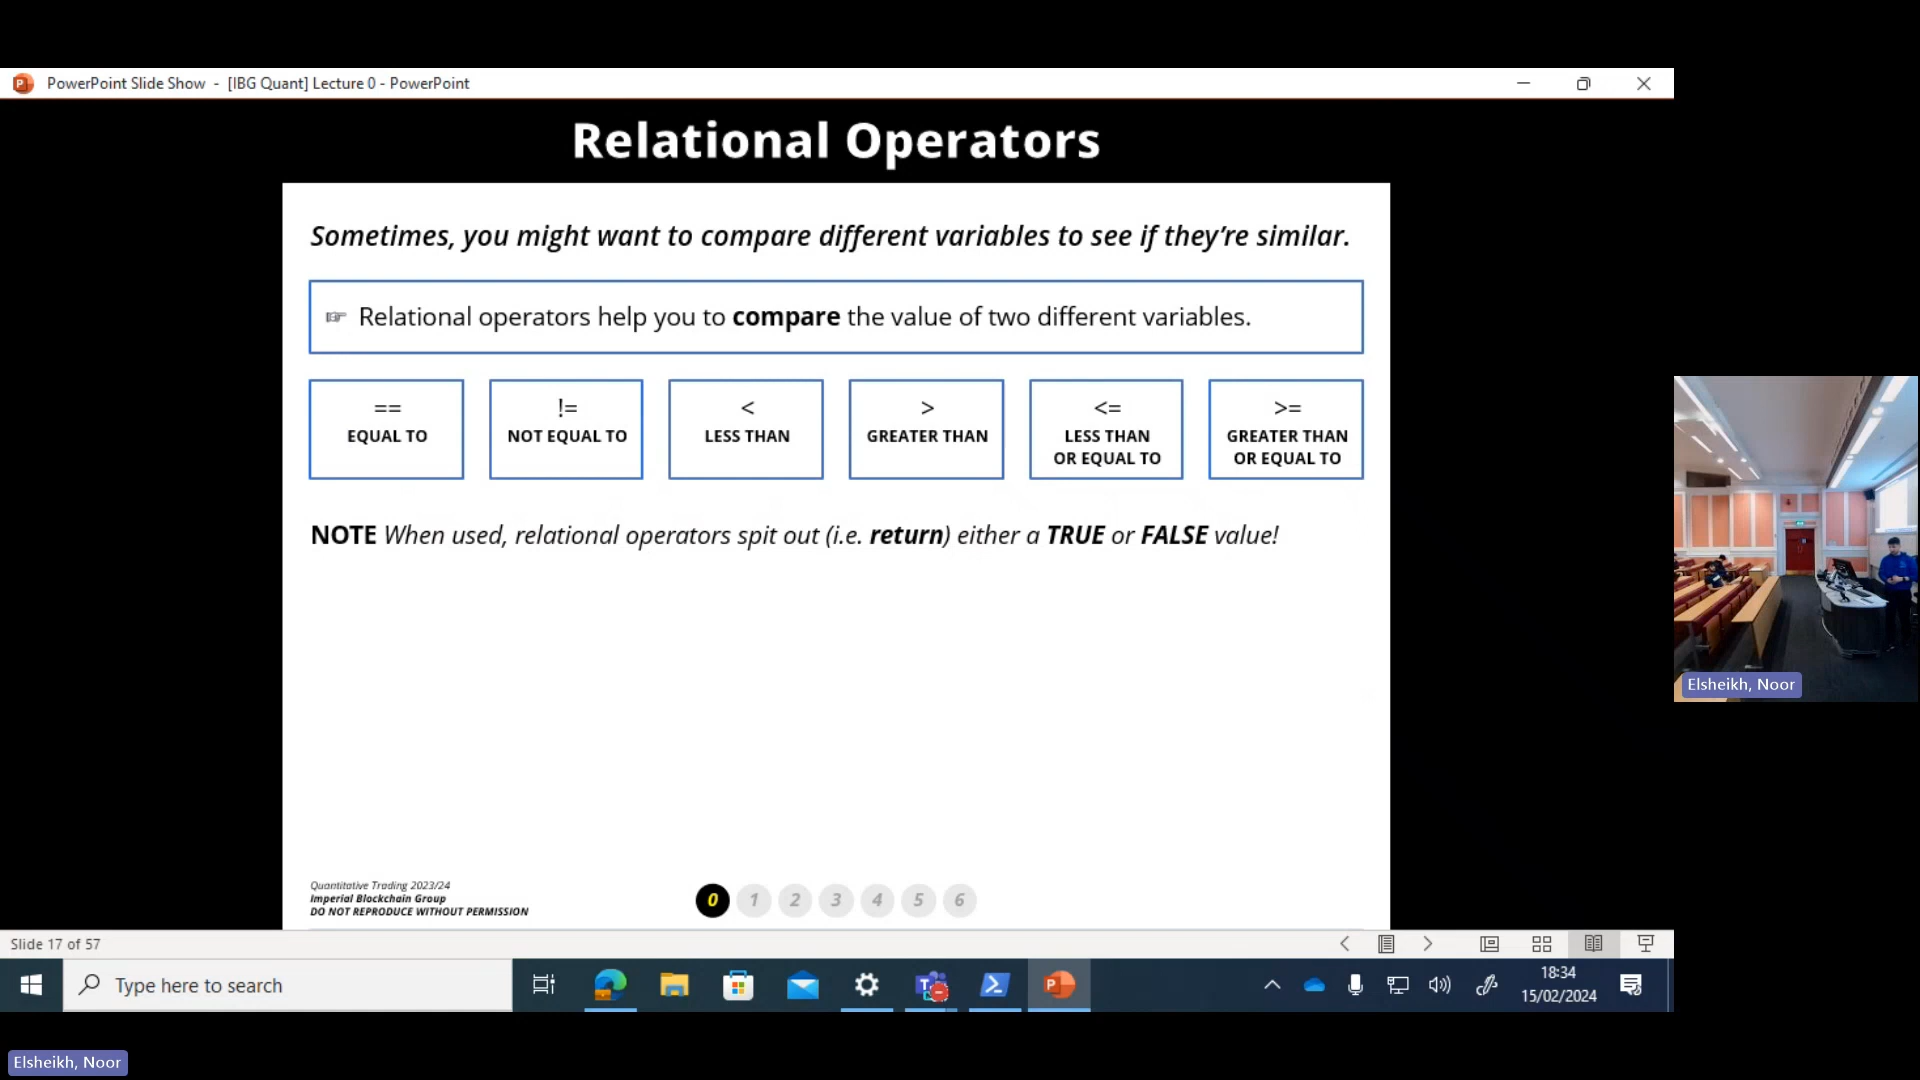 PowerPoint Slide Show - [IBG Quant] Lecture 0 - PowerPoint
Relational Operators
Sometimes, you might want to compare different variables to see if they're similar.
☞ Relational operators help you to compare the value of two different variables.
==
EQUAL TO
!=
NOT EQUAL TO
<
LESS THAN
>
GREATER THAN
<=
LESS THAN
OR EQUAL TO
>=
GREATER THAN
OR EQUAL TO
NOTE When used, relational operators spit out (i.e. return) either a TRUE or FALSE value!
Quantitative Trading 2023/24
Imperial Blockchain Group
DO NOT REPRODUCE WITHOUT PERMISSION
0 1 2 3 4 5 6
Elsheikh, Noor
Slide 17 of 57
Type here to search
18:34
15/02/2024
Elsheikh, Noor